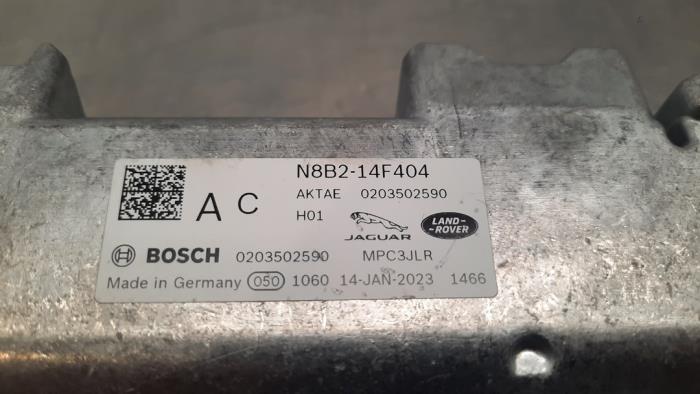 N8B2-14F404
A C
AKTAE 0203502590
H01
JAGUAR
LAND-
ROVER
BOSCH 0203502590 MPC3JLR
Made in Germany 050 1060 14-JAN-2023 1466